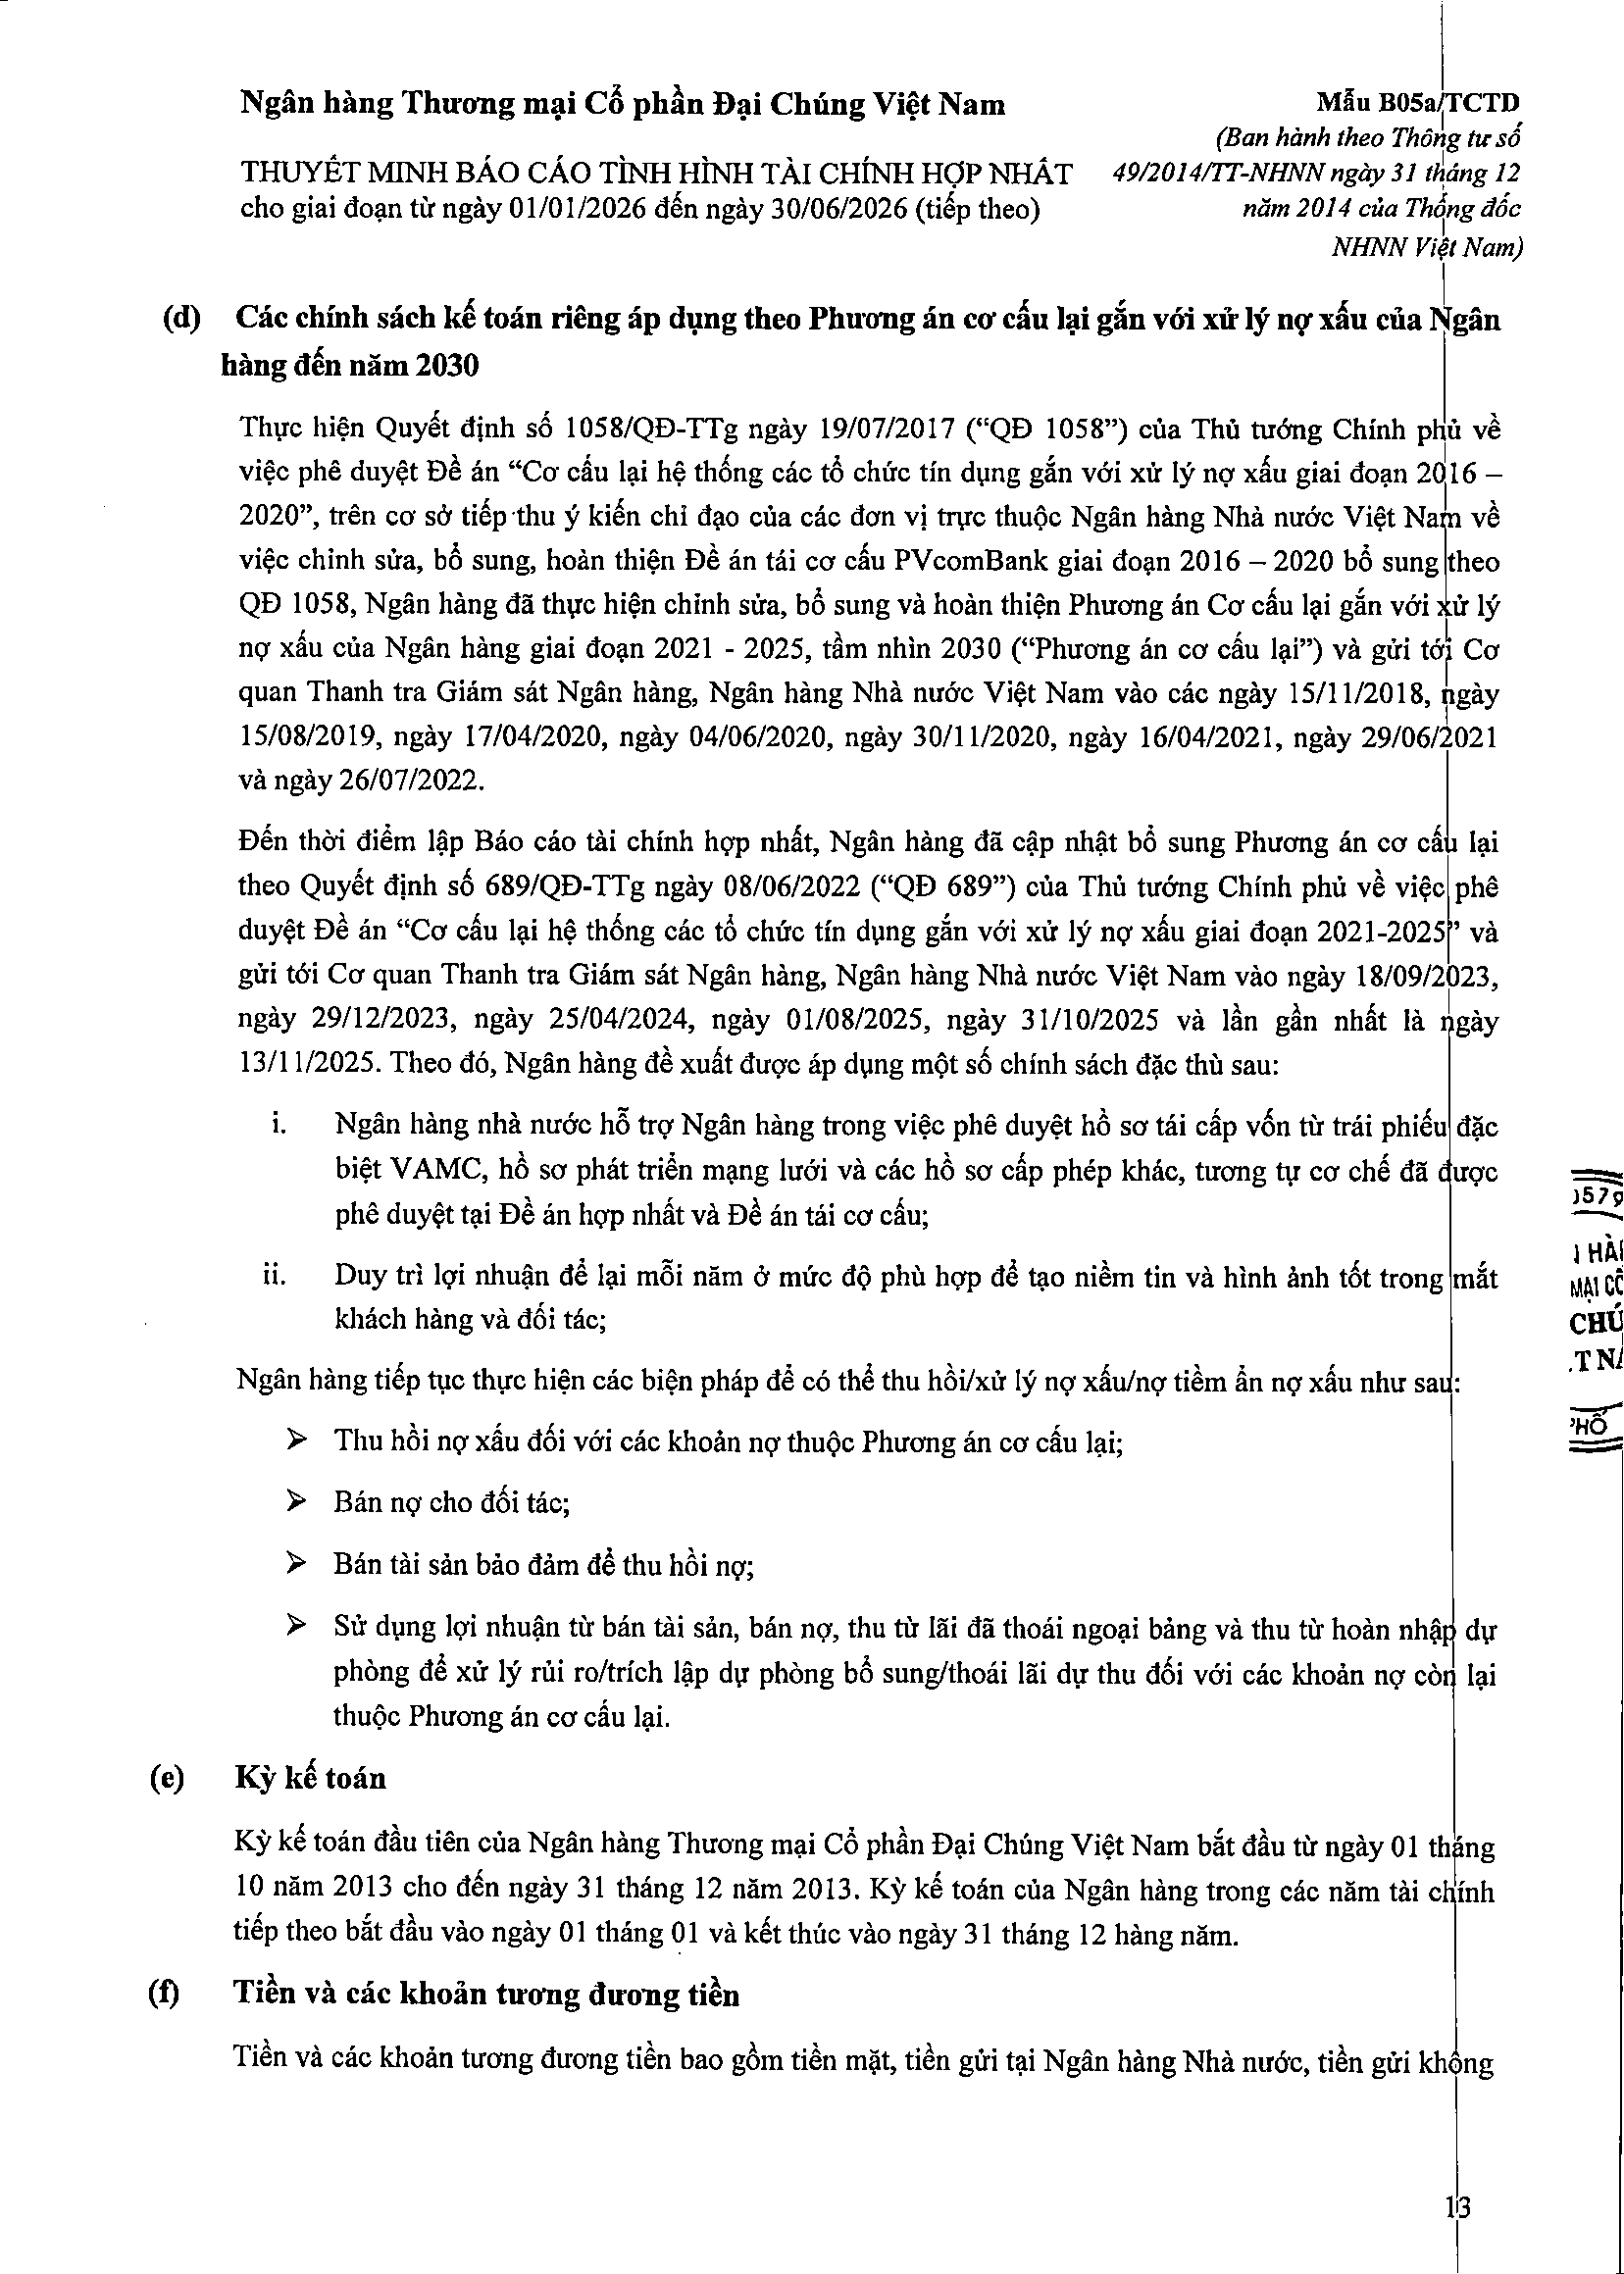 Ngân hàng Thương mại Cổ phần Đại Chúng Việt Nam
Mẫu B05a/TCTD
(Ban hành theo Thông tư số
THUYẾT MINH BÁO CÁO TÌNH HÌNH TÀI CHÍNH HỢP NHẤT
49/2014/TT-NHNN ngày 31 tháng 12
cho giai đoạn từ ngày 01/01/2026 đến ngày 30/06/2026 (tiếp theo)
năm 2014 của Thống đốc
NHNN Việt Nam)
(d) Các chính sách kế toán riêng áp dụng theo Phương án cơ cấu lại gắn với xử lý nợ xấu của Ngân
hàng đến năm 2030
Thực hiện Quyết định số 1058/QĐ-TTg ngày 19/07/2017 (“QĐ 1058”) của Thủ tướng Chính phủ về
việc phê duyệt Đề án “Cơ cấu lại hệ thống các tổ chức tín dụng gắn với xử lý nợ xấu giai đoạn 2016 –
2020”, trên cơ sở tiếp thu ý kiến chỉ đạo của các đơn vị trực thuộc Ngân hàng Nhà nước Việt Nam về
việc chỉnh sửa, bổ sung, hoàn thiện Đề án tái cơ cấu PVcomBank giai đoạn 2016 – 2020 bổ sung theo
QĐ 1058, Ngân hàng đã thực hiện chỉnh sửa, bổ sung và hoàn thiện Phương án Cơ cấu lại gắn với xử lý
nợ xấu của Ngân hàng giai đoạn 2021 - 2025, tầm nhìn 2030 (“Phương án cơ cấu lại”) và gửi tới Cơ
quan Thanh tra Giám sát Ngân hàng, Ngân hàng Nhà nước Việt Nam vào các ngày 15/11/2018, ngày
15/08/2019, ngày 17/04/2020, ngày 04/06/2020, ngày 30/11/2020, ngày 16/04/2021, ngày 29/06/2021
và ngày 26/07/2022.
Đến thời điểm lập Báo cáo tài chính hợp nhất, Ngân hàng đã cập nhật bổ sung Phương án cơ cấu lại
theo Quyết định số 689/QĐ-TTg ngày 08/06/2022 (“QĐ 689”) của Thủ tướng Chính phủ về việc phê
duyệt Đề án “Cơ cấu lại hệ thống các tổ chức tín dụng gắn với xử lý nợ xấu giai đoạn 2021-2025” và
gửi tới Cơ quan Thanh tra Giám sát Ngân hàng, Ngân hàng Nhà nước Việt Nam vào ngày 18/09/2023,
ngày 29/12/2023, ngày 25/04/2024, ngày 01/08/2025, ngày 31/10/2025 và lần gần nhất là ngày
13/11/2025. Theo đó, Ngân hàng đề xuất được áp dụng một số chính sách đặc thù sau:
i. Ngân hàng nhà nước hỗ trợ Ngân hàng trong việc phê duyệt hồ sơ tái cấp vốn từ trái phiếu đặc
biệt VAMC, hồ sơ phát triển mạng lưới và các hồ sơ cấp phép khác, tương tự cơ chế đã được
phê duyệt tại Đề án hợp nhất và Đề án tái cơ cấu;
ii. Duy trì lợi nhuận để lại mỗi năm ở mức độ phù hợp để tạo niềm tin và hình ảnh tốt trong mắt
khách hàng và đối tác;
Ngân hàng tiếp tục thực hiện các biện pháp để có thể thu hồi/xử lý nợ xấu/nợ tiềm ẩn nợ xấu như sau:
➢ Thu hồi nợ xấu đối với các khoản nợ thuộc Phương án cơ cấu lại;
➢ Bán nợ cho đối tác;
➢ Bán tài sản bảo đảm để thu hồi nợ;
➢ Sử dụng lợi nhuận từ bán tài sản, bán nợ, thu từ lãi đã thoái ngoại bảng và thu từ hoàn nhập dự
phòng để xử lý rủi ro/trích lập dự phòng bổ sung/thoái lãi dự thu đối với các khoản nợ còn lại
thuộc Phương án cơ cấu lại.
(e) Kỳ kế toán
Kỳ kế toán đầu tiên của Ngân hàng Thương mại Cổ phần Đại Chúng Việt Nam bắt đầu từ ngày 01 tháng
10 năm 2013 cho đến ngày 31 tháng 12 năm 2013. Kỳ kế toán của Ngân hàng trong các năm tài chính
tiếp theo bắt đầu vào ngày 01 tháng 01 và kết thúc vào ngày 31 tháng 12 hàng năm.
(f) Tiền và các khoản tương đương tiền
Tiền và các khoản tương đương tiền bao gồm tiền mặt, tiền gửi tại Ngân hàng Nhà nước, tiền gửi không
13
CHÚ